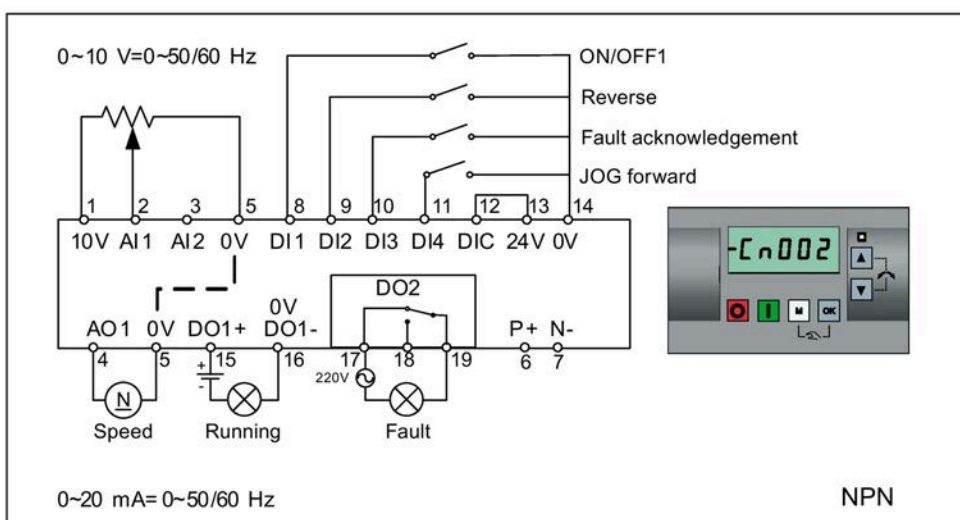 0~10 V=0~50/60 Hz
ON/OFF1
Reverse
Fault acknowledgement
JOG forward
1 2 3 5 8 9 10 11 12 13 14
10V AI1 AI2 0V DI1 DI2 DI3 DI4 DIC 24V 0V
-Cn002
M OK
DO2
0V
AO1 0V DO1+ DO1- P+ N-
4 5 15 16 17 18 19 6 7
+
-
220V
N
Speed Running Fault
0~20 mA= 0~50/60 Hz
NPN